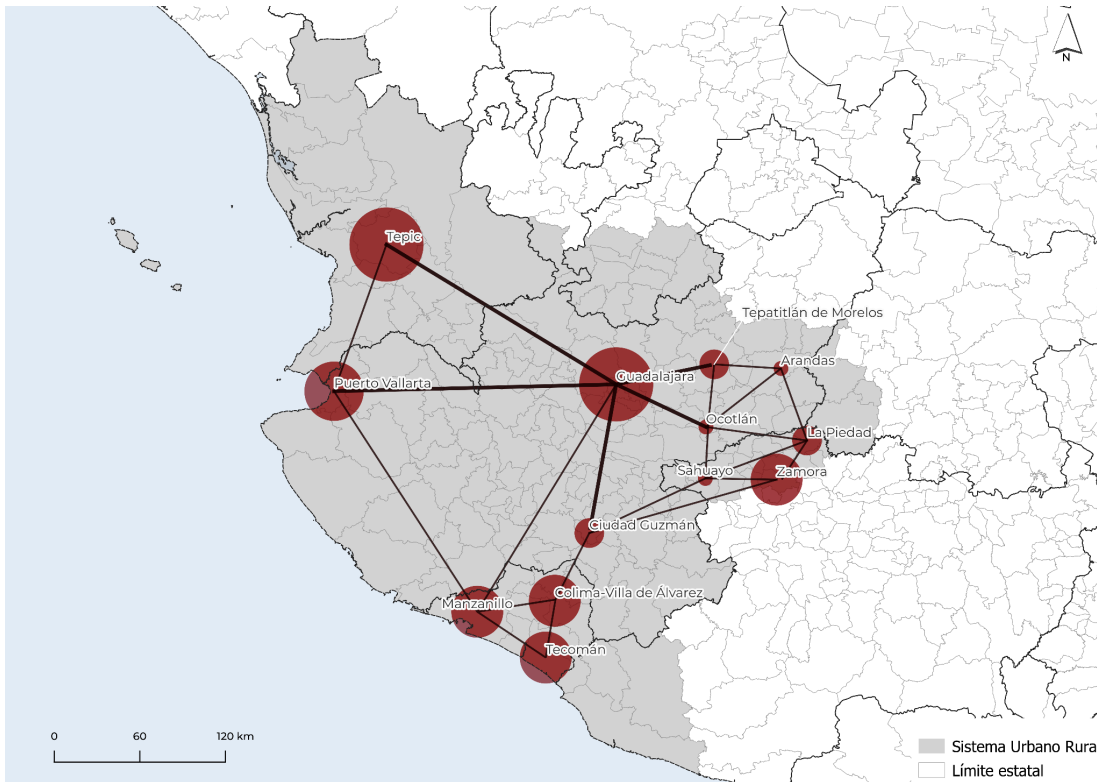 N
Tepic
Tepatitlán de Morelos
Arandas
Guadalajara
Puerto Vallarta
Ocotlán
La Piedad
Sahuayo
Zamora
Ciudad Guzmán
Colima-Villa de Álvarez
Manzanillo
Tecomán
0 60 120 km
Sistema Urbano Rura
Límite estatal